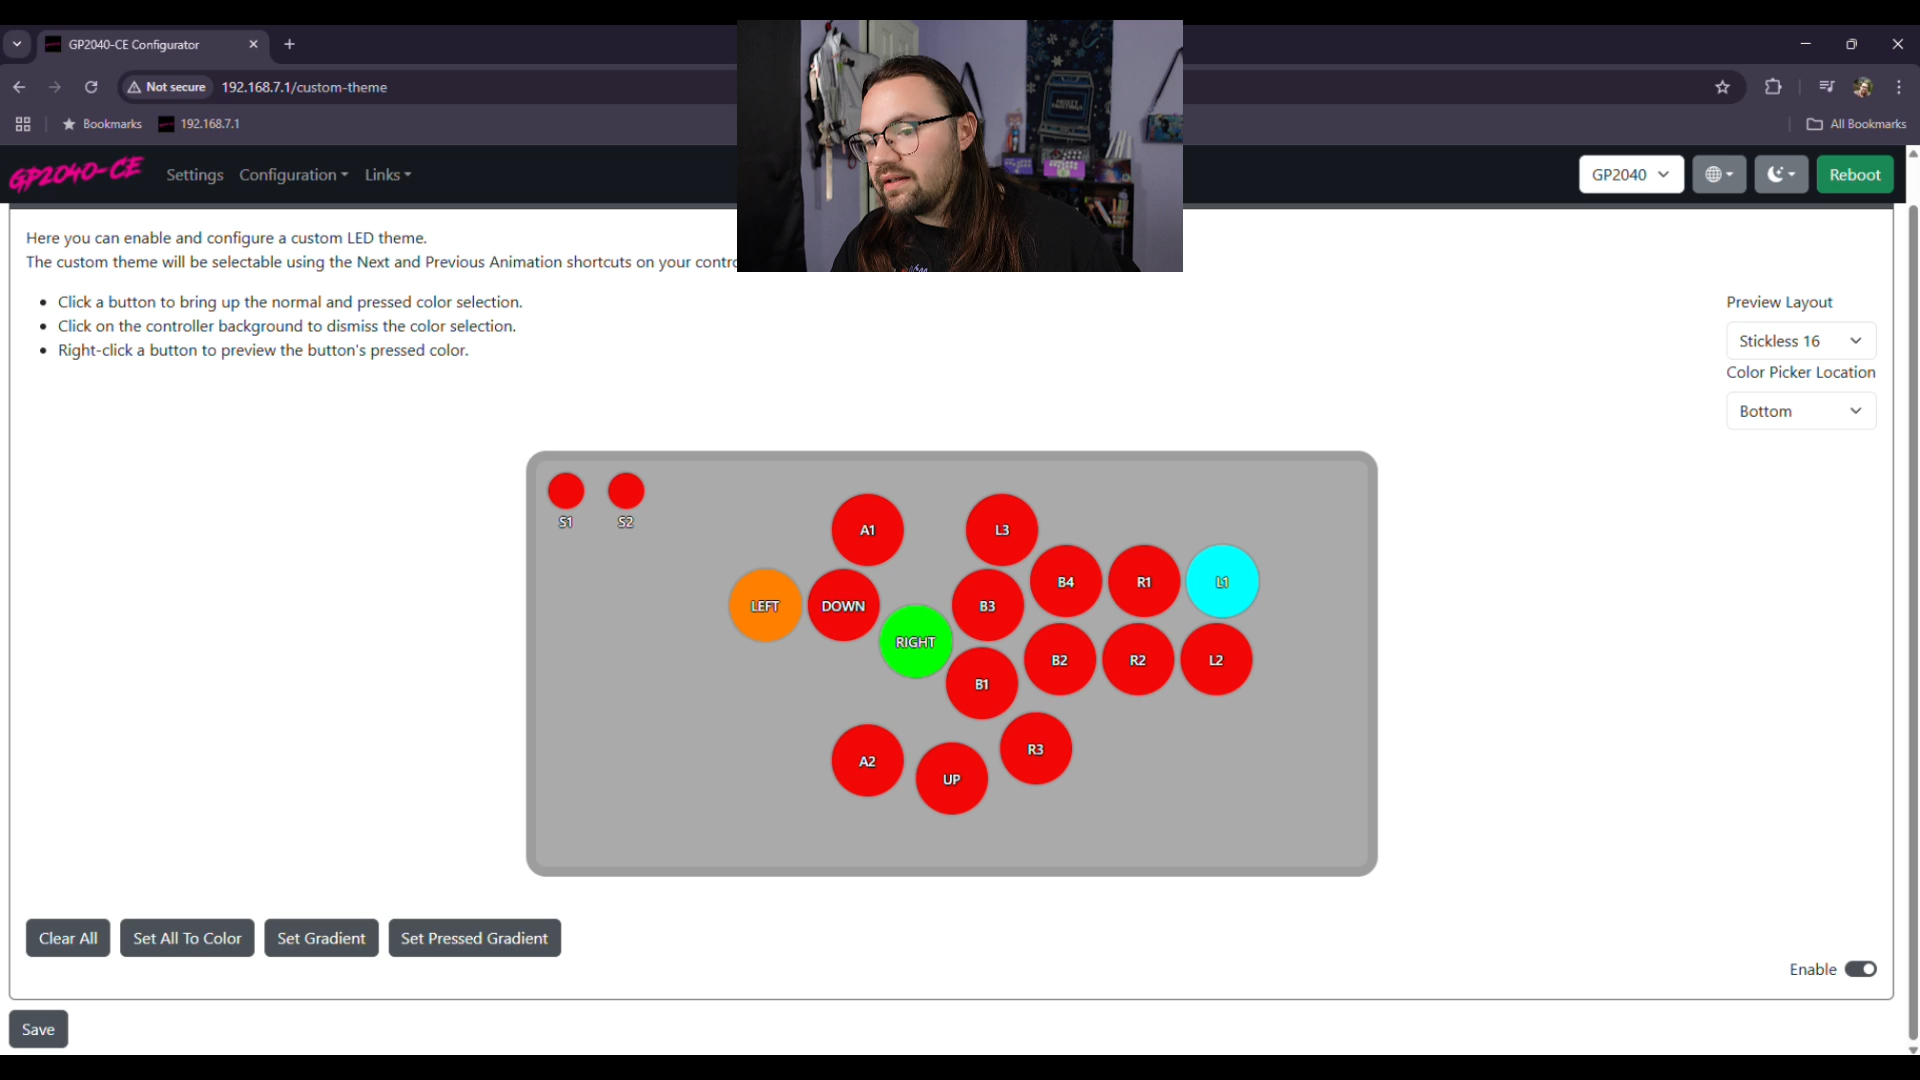 GP2040-CE Configurator
Not secure
192.168.7.1/custom-theme
Bookmarks
192.168.7.1
All Bookmarks
GP2040-CE
Settings
Configuration
Links
GP2040
Reboot
Here you can enable and configure a custom LED theme.
The custom theme will be selectable using the Next and Previous Animation shortcuts on your contro
Click a button to bring up the normal and pressed color selection.
Click on the controller background to dismiss the color selection.
Right-click a button to preview the button's pressed color.
Preview Layout
Stickless 16
Color Picker Location
Bottom
S1
S2
A1
L3
B4
R1
L1
LEFT
DOWN
B3
RIGHT
B2
R2
L2
B1
R3
A2
UP
Clear All
Set All To Color
Set Gradient
Set Pressed Gradient
Enable
Save